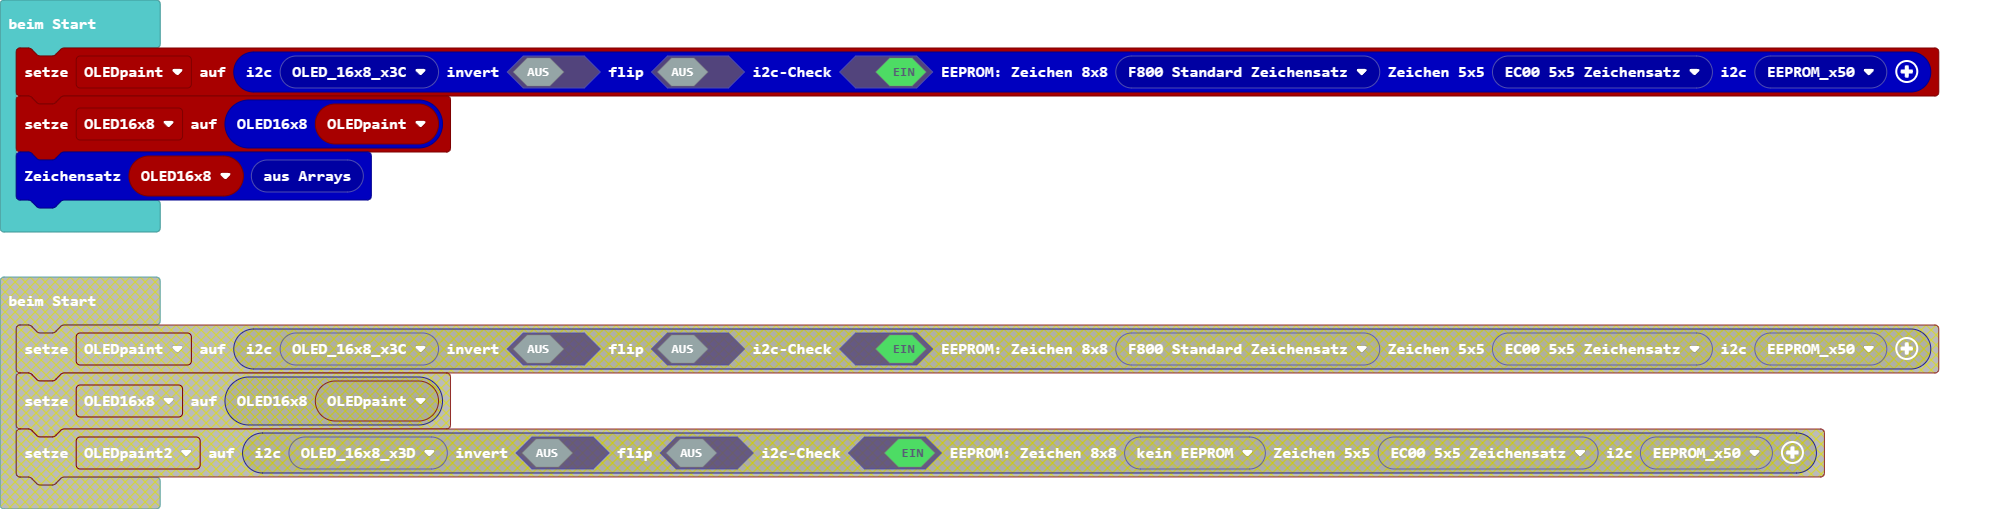 beim Start
setze OLEDpaint auf i2c OLED_16x8_x3C invert AUS flip AUS i2c-Check EIN EEPROM: Zeichen 8x8 F800 Standard Zeichensatz Zeichen 5x5 EC00 5x5 Zeichensatz i2c EEPROM_x50
setze OLED16x8 auf OLED16x8 OLEDpaint
Zeichensatz OLED16x8 aus Arrays
beim Start
setze OLEDpaint auf i2c OLED_16x8_x3C invert AUS flip AUS i2c-Check EIN EEPROM: Zeichen 8x8 F800 Standard Zeichensatz Zeichen 5x5 EC00 5x5 Zeichensatz i2c EEPROM_x50
setze OLED16x8 auf OLED16x8 OLEDpaint
setze OLEDpaint2 auf i2c OLED_16x8_x3D invert AUS flip AUS i2c-Check EIN EEPROM: Zeichen 8x8 kein EEPROM Zeichen 5x5 EC00 5x5 Zeichensatz i2c EEPROM_x50